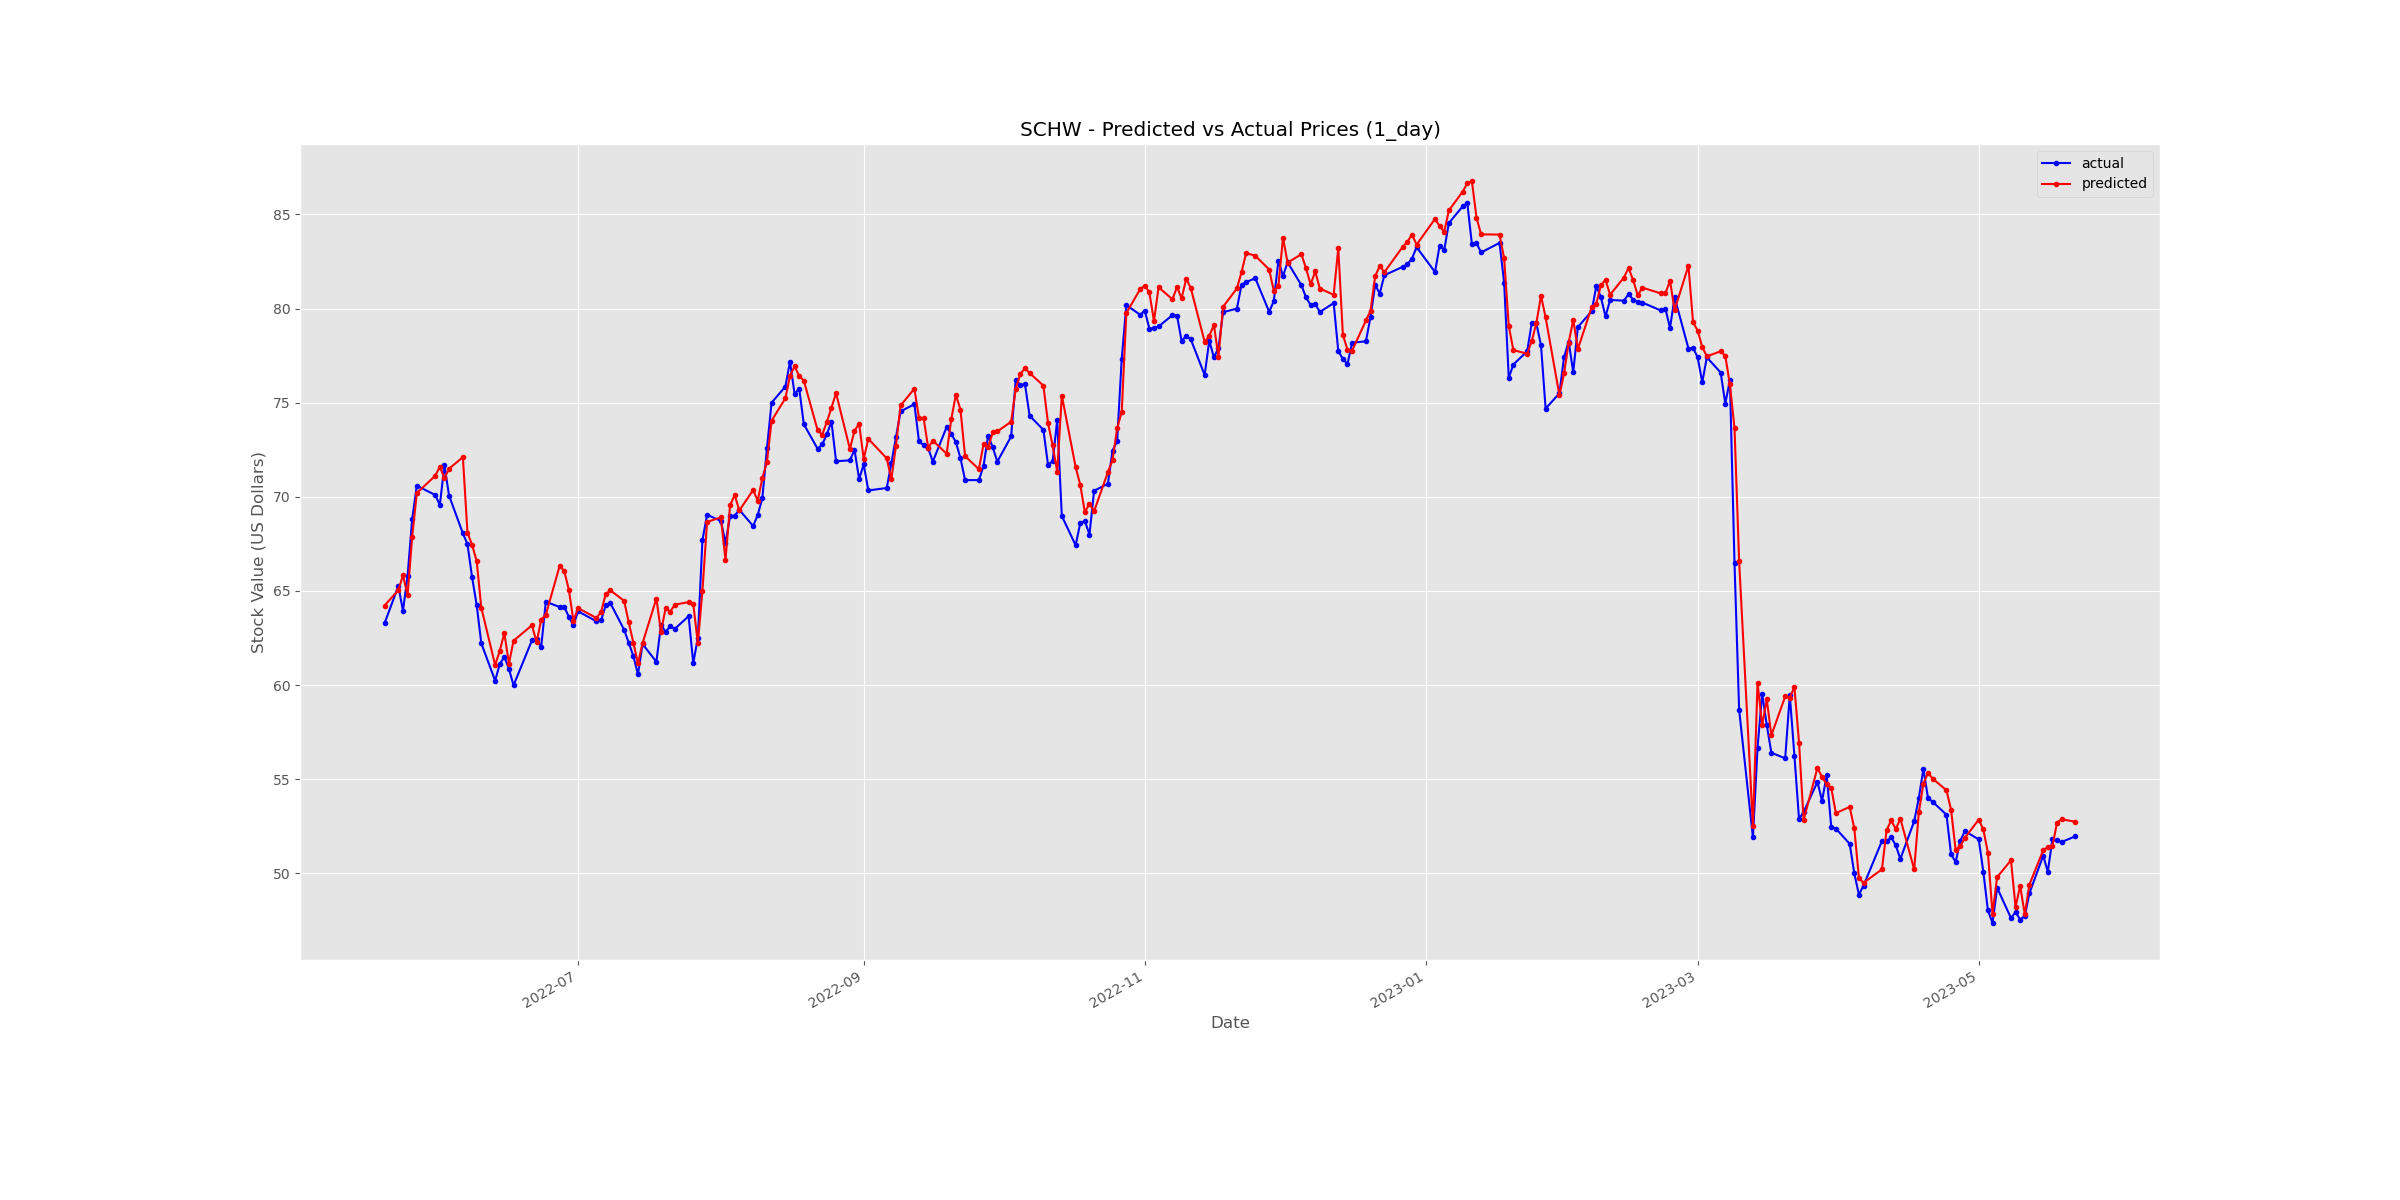 SCHW - Predicted vs Actual Prices (1_day)
actual
predicted
85
80
75
70
65
60
55
50
Stock Value (US Dollars)
2022-07
2022-09
2022-11
2023-01
2023-03
2023-05
Date